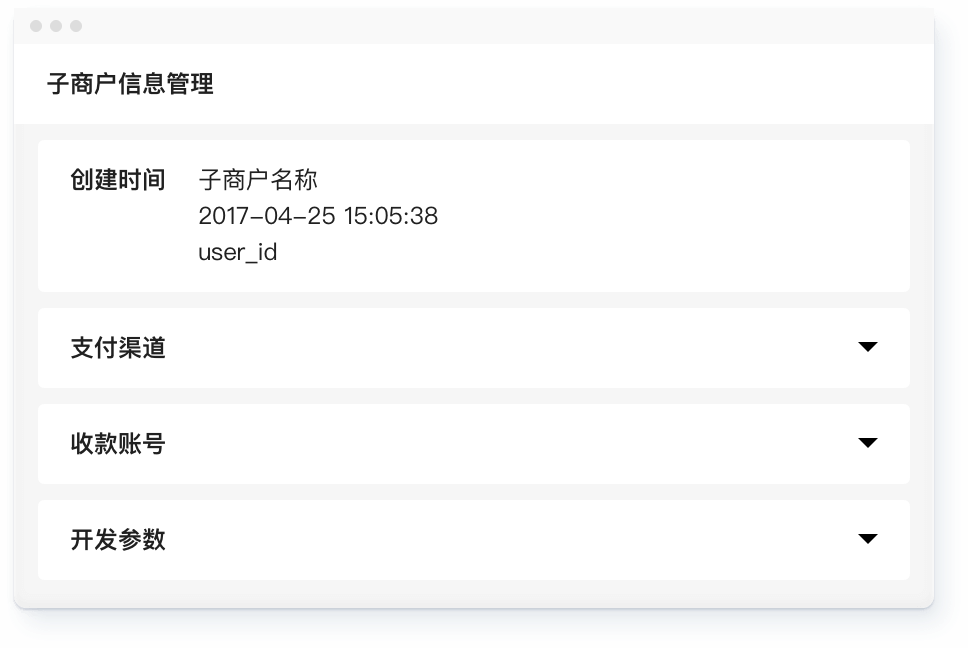 子商户信息管理
创建时间 子商户名称
2017-04-25 15:05:38
user_id
支付渠道
收款账号
开发参数